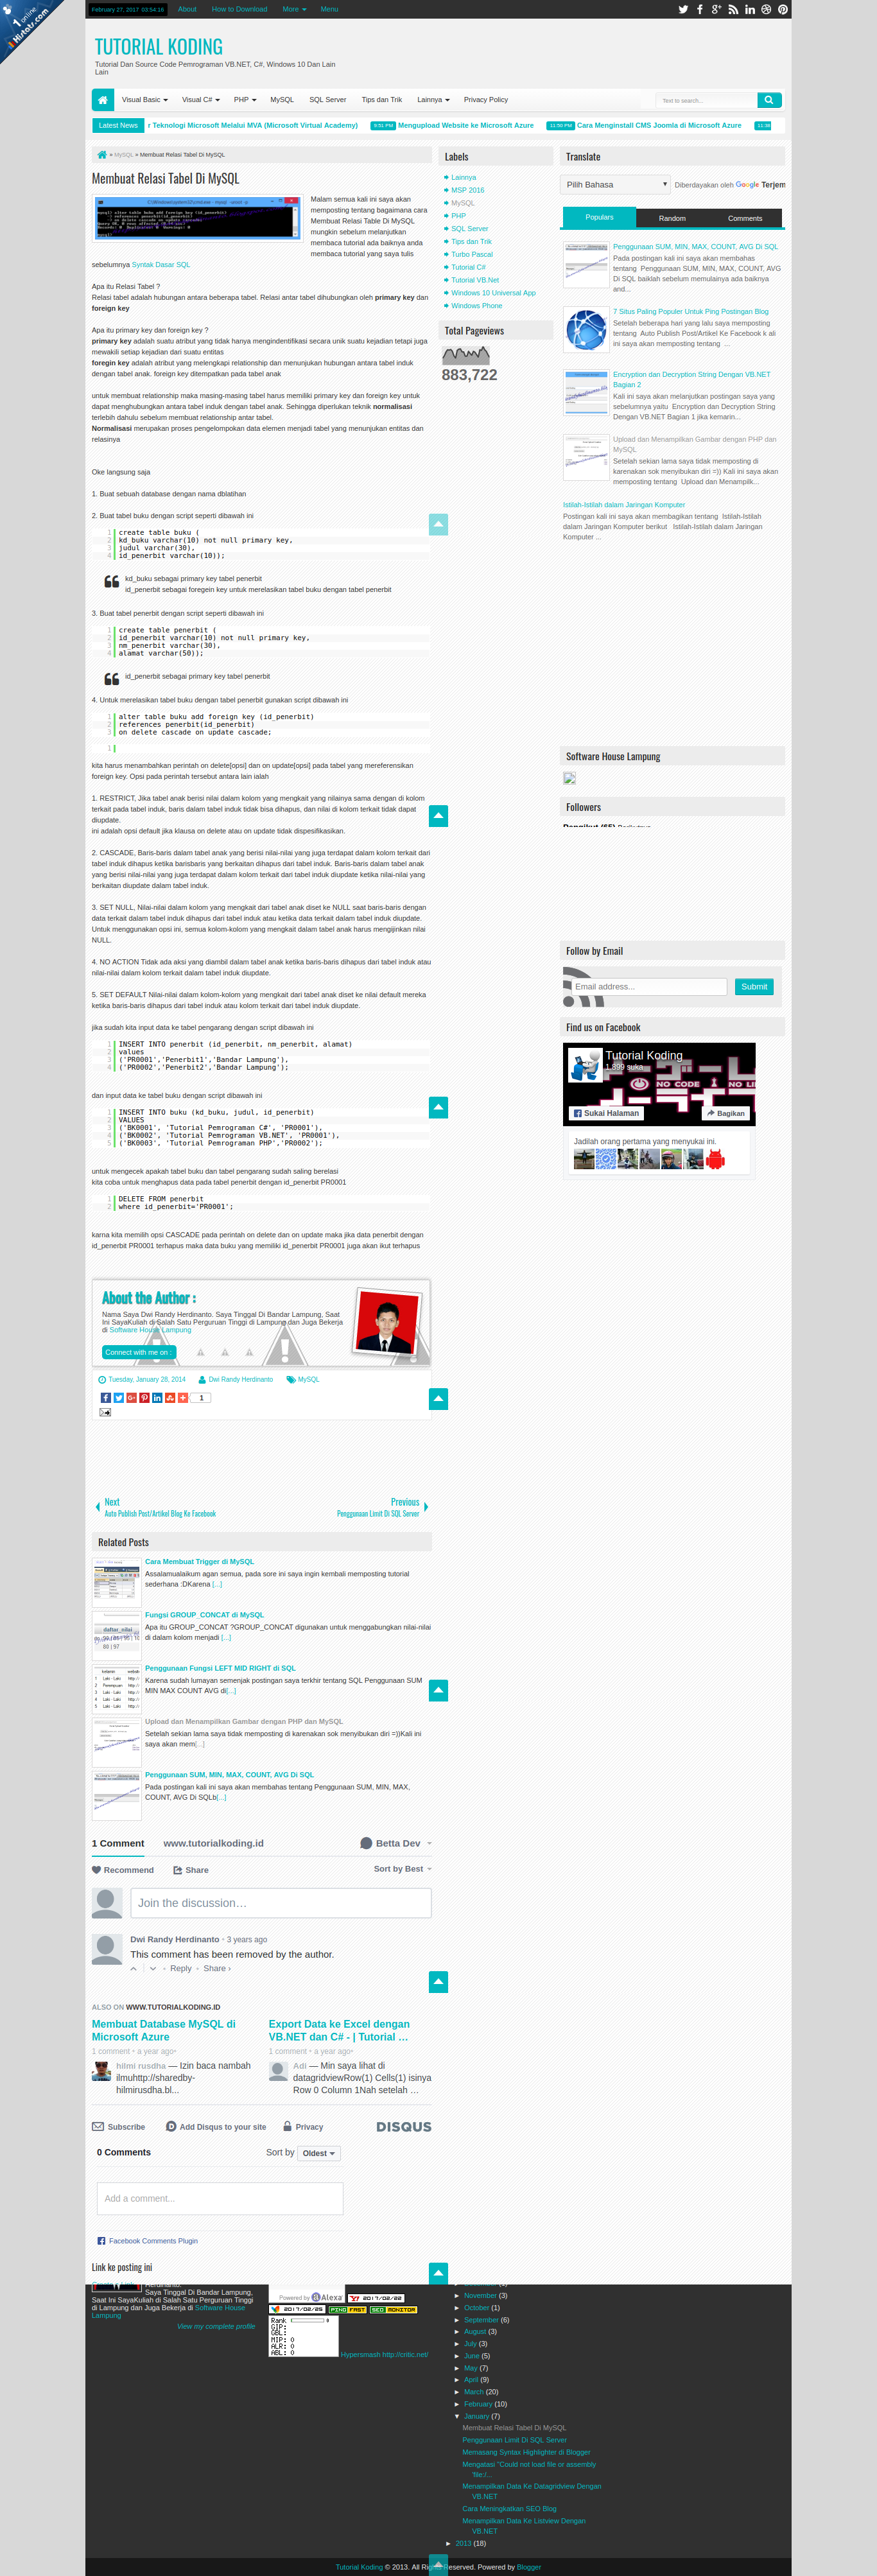 1 online
Histats.com
February 27, 2017 03:54:16
About
How to Download
More
Menu
TUTORIAL KODING
Tutorial Dan Source Code Pemrograman VB.NET, C#, Windows 10 Dan Lain
Lain
Visual Basic
Visual C#
PHP
MySQL
SQL Server
Tips dan Trik
Lainnya
Privacy Policy
Text to search...
Latest News
r Teknologi Microsoft Melalui MVA (Microsoft Virtual Academy)
9:51 PM Mengupload Website ke Microsoft Azure
11:50 PM Cara Menginstall CMS Joomla di Microsoft Azure
» MySQL » Membuat Relasi Tabel Di MySQL
Membuat Relasi Tabel Di MySQL
Malam semua kali ini saya akan
memposting tentang bagaimana cara
Membuat Relasi Table Di MySQL
mungkin sebelum melanjutkan
membaca tutorial ada baiknya anda
membaca tutorial yang saya tulis
sebelumnya Syntak Dasar SQL
Apa itu Relasi Tabel ?
Relasi tabel adalah hubungan antara beberapa tabel. Relasi antar tabel dihubungkan oleh primary key dan
foreign key
Apa itu primary key dan foreign key ?
primary key adalah suatu atribut yang tidak hanya mengindentifikasi secara unik suatu kejadian tetapi juga
mewakili setiap kejadian dari suatu entitas
foregin key adalah atribut yang melengkapi relationship dan menunjukan hubungan antara tabel induk
dengan tabel anak. foreign key ditempatkan pada tabel anak
untuk membuat relationship maka masing-masing tabel harus memiliki primary key dan foreign key untuk
dapat menghubungkan antara tabel induk dengan tabel anak. Sehingga diperlukan teknik normalisasi
terlebih dahulu sebelum membuat relationship antar tabel.
Normalisasi merupakan proses pengelompokan data elemen menjadi tabel yang menunjukan entitas dan
relasinya
Oke langsung saja
1. Buat sebuah database dengan nama dblatihan
2. Buat tabel buku dengan script seperti dibawah ini
1 create table buku (
2 kd_buku varchar(10) not null primary key,
3 judul varchar(30),
4 id_penerbit varchar(10));
kd_buku sebagai primary key tabel penerbit
id_penerbit sebagai foregein key untuk merelasikan tabel buku dengan tabel penerbit
3. Buat tabel penerbit dengan script seperti dibawah ini
1 create table penerbit (
2 id_penerbit varchar(10) not null primary key,
3 nm_penerbit varchar(30),
4 alamat varchar(50));
id_penerbit sebagai primary key tabel penerbit
4. Untuk merelasikan tabel buku dengan tabel penerbit gunakan script dibawah ini
1 alter table buku add foreign key (id_penerbit)
2 references penerbit(id_penerbit)
3 on delete cascade on update cascade;
1
kita harus menambahkan perintah on delete[opsi] dan on update[opsi] pada tabel yang mereferensikan
foreign key. Opsi pada perintah tersebut antara lain ialah
1. RESTRICT, Jika tabel anak berisi nilai dalam kolom yang mengkait yang nilainya sama dengan di kolom
terkait pada tabel induk, baris dalam tabel induk tidak bisa dihapus, dan nilai di kolom terkait tidak dapat
diupdate.
ini adalah opsi default jika klausa on delete atau on update tidak dispesifikasikan.
2. CASCADE, Baris-baris dalam tabel anak yang berisi nilai-nilai yang juga terdapat dalam kolom terkait dari
tabel induk dihapus ketika barisbaris yang berkaitan dihapus dari tabel induk. Baris-baris dalam tabel anak
yang berisi nilai-nilai yang juga terdapat dalam kolom terkait dari tabel induk diupdate ketika nilai-nilai yang
berkaitan diupdate dalam tabel induk.
3. SET NULL, Nilai-nilai dalam kolom yang mengkait dari tabel anak diset ke NULL saat baris-baris dengan
data terkait dalam tabel induk dihapus dari tabel induk atau ketika data terkait dalam tabel induk diupdate.
Untuk menggunakan opsi ini, semua kolom-kolom yang mengkait dalam tabel anak harus mengijinkan nilai
NULL.
4. NO ACTION Tidak ada aksi yang diambil dalam tabel anak ketika baris-baris dihapus dari tabel induk atau
nilai-nilai dalam kolom terkait dalam tabel induk diupdate.
5. SET DEFAULT Nilai-nilai dalam kolom-kolom yang mengkait dari tabel anak diset ke nilai default mereka
ketika baris-baris dihapus dari tabel induk atau kolom terkait dari tabel induk diupdate.
jika sudah kita input data ke tabel pengarang dengan script dibawah ini
1 INSERT INTO penerbit (id_penerbit, nm_penerbit, alamat)
2 values
3 ('PR0001','Penerbit1','Bandar Lampung'),
4 ('PR0002','Penerbit2','Bandar Lampung');
dan input data ke tabel buku dengan script dibawah ini
1 INSERT INTO buku (kd_buku, judul, id_penerbit)
2 VALUES
3 ('BK0001', 'Tutorial Pemrograman C#', 'PR0001'),
4 ('BK0002', 'Tutorial Pemrograman VB.NET', 'PR0001'),
5 ('BK0003', 'Tutorial Pemrograman PHP','PR0002');
untuk mengecek apakah tabel buku dan tabel pengarang sudah saling berelasi
kita coba untuk menghapus data pada tabel penerbit dengan id_penerbit PR0001
1 DELETE FROM penerbit
2 where id_penerbit='PR0001';
karna kita memilih opsi CASCADE pada perintah on delete dan on update maka jika data penerbit dengan
id_penerbit PR0001 terhapus maka data buku yang memiliki id_penerbit PR0001 juga akan ikut terhapus
About the Author :
Nama Saya Dwi Randy Herdinanto. Saya Tinggal Di Bandar Lampung, Saat
Ini SayaKuliah di Salah Satu Perguruan Tinggi di Lampung dan Juga Bekerja
di Software House Lampung
Connect with me on :
Tuesday, January 28, 2014
Dwi Randy Herdinanto
MySQL
1
Next
Auto Publish Post/Artikel Blog Ke Facebook
Previous
Penggunaan Limit Di SQL Server
Related Posts
Cara Membuat Trigger di MySQL
Assalamualaikum agan semua, pada sore ini saya ingin kembali memposting tutorial
sederhana :DKarena [...]
Fungsi GROUP_CONCAT di MySQL
Apa itu GROUP_CONCAT ?GROUP_CONCAT digunakan untuk menggabungkan nilai-nilai
di dalam kolom menjadi [...]
Penggunaan Fungsi LEFT MID RIGHT di SQL
Karena sudah lumayan semenjak postingan saya terkhir tentang SQL Penggunaan SUM
MIN MAX COUNT AVG di[...]
Upload dan Menampilkan Gambar dengan PHP dan MySQL
Setelah sekian lama saya tidak memposting di karenakan sok menyibukan diri =))Kali ini
saya akan mem[...]
Penggunaan SUM, MIN, MAX, COUNT, AVG Di SQL
Pada postingan kali ini saya akan membahas tentang Penggunaan SUM, MIN, MAX,
COUNT, AVG Di SQLb[...]
1 Comment
www.tutorialkoding.id
Betta Dev
Recommend
Share
Sort by Best
Join the discussion…
Dwi Randy Herdinanto • 3 years ago
This comment has been removed by the author.
Reply • Share ›
ALSO ON WWW.TUTORIALKODING.ID
Membuat Database MySQL di
Microsoft Azure
1 comment • a year ago•
hilmi rusdha — Izin baca nambah
ilmuhttp://sharedby-
hilmirusdha.bl...
Export Data ke Excel dengan
VB.NET dan C# - | Tutorial …
1 comment • a year ago•
Adi — Min saya lihat di
datagridviewRow(1) Cells(1) isinya
Row 0 Column 1Nah setelah …
Subscribe
Add Disqus to your site
Privacy
DISQUS
0 Comments
Sort by Oldest
Add a comment...
Facebook Comments Plugin
Link ke posting ini
Labels
Lainnya
MSP 2016
MySQL
PHP
SQL Server
Tips dan Trik
Turbo Pascal
Tutorial C#
Tutorial VB.Net
Windows 10 Universal App
Windows Phone
Total Pageviews
883,722
Translate
Pilih Bahasa
Diberdayakan oleh Google Terjem
Populars
Random
Comments
Penggunaan SUM, MIN, MAX, COUNT, AVG Di SQL
Pada postingan kali ini saya akan membahas
tentang Penggunaan SUM, MIN, MAX, COUNT, AVG
Di SQL baiklah sebelum memulainya ada baiknya
and...
7 Situs Paling Populer Untuk Ping Postingan Blog
Setelah beberapa hari yang lalu saya memposting
tentang Auto Publish Post/Artikel Ke Facebook k ali
ini saya akan memposting tentang ...
Encryption dan Decryption String Dengan VB.NET
Bagian 2
Kali ini saya akan melanjutkan postingan saya yang
sebelumnya yaitu Encryption dan Decryption String
Dengan VB.NET Bagian 1 jika kemarin...
Upload dan Menampilkan Gambar dengan PHP dan
MySQL
Setelah sekian lama saya tidak memposting di
karenakan sok menyibukan diri =)) Kali ini saya akan
memposting tentang Upload dan Menampilk...
Istilah-Istilah dalam Jaringan Komputer
Postingan kali ini saya akan membagikan tentang Istilah-Istilah
dalam Jaringan Komputer berikut Istilah-Istilah dalam Jaringan
Komputer ...
Software House Lampung
Followers
Follow by Email
Email address...
Submit
Find us on Facebook
Tutorial Koding
1,899 suka
Sukai Halaman
Bagikan
Jadilah orang pertama yang menyukai ini.
Saya Tinggal Di Bandar Lampung,
Saat Ini SayaKuliah di Salah Satu Perguruan Tinggi
di Lampung dan Juga Bekerja di Software House
Lampung
View my complete profile
Powered by Alexa
2017/02/22
2017/02/25
PING FAST
SEO MONITOR
Rank
GIP:
GBL:
MIP: 0
ALR: 0
ABL: 0
Hypersmash http://critic.net/
► November (3)
► October (1)
► September (6)
► August (3)
► July (3)
► June (5)
► May (7)
► April (9)
► March (20)
► February (10)
▼ January (7)
Membuat Relasi Tabel Di MySQL
Penggunaan Limit Di SQL Server
Memasang Syntax Highlighter di Blogger
Mengatasi "Could not load file or assembly
'file:/...
Menampilkan Data Ke Datagridview Dengan
VB.NET
Cara Meningkatkan SEO Blog
Menampilkan Data Ke Listview Dengan
VB.NET
► 2013 (18)
Tutorial Koding © 2013. All Rights Reserved. Powered by Blogger